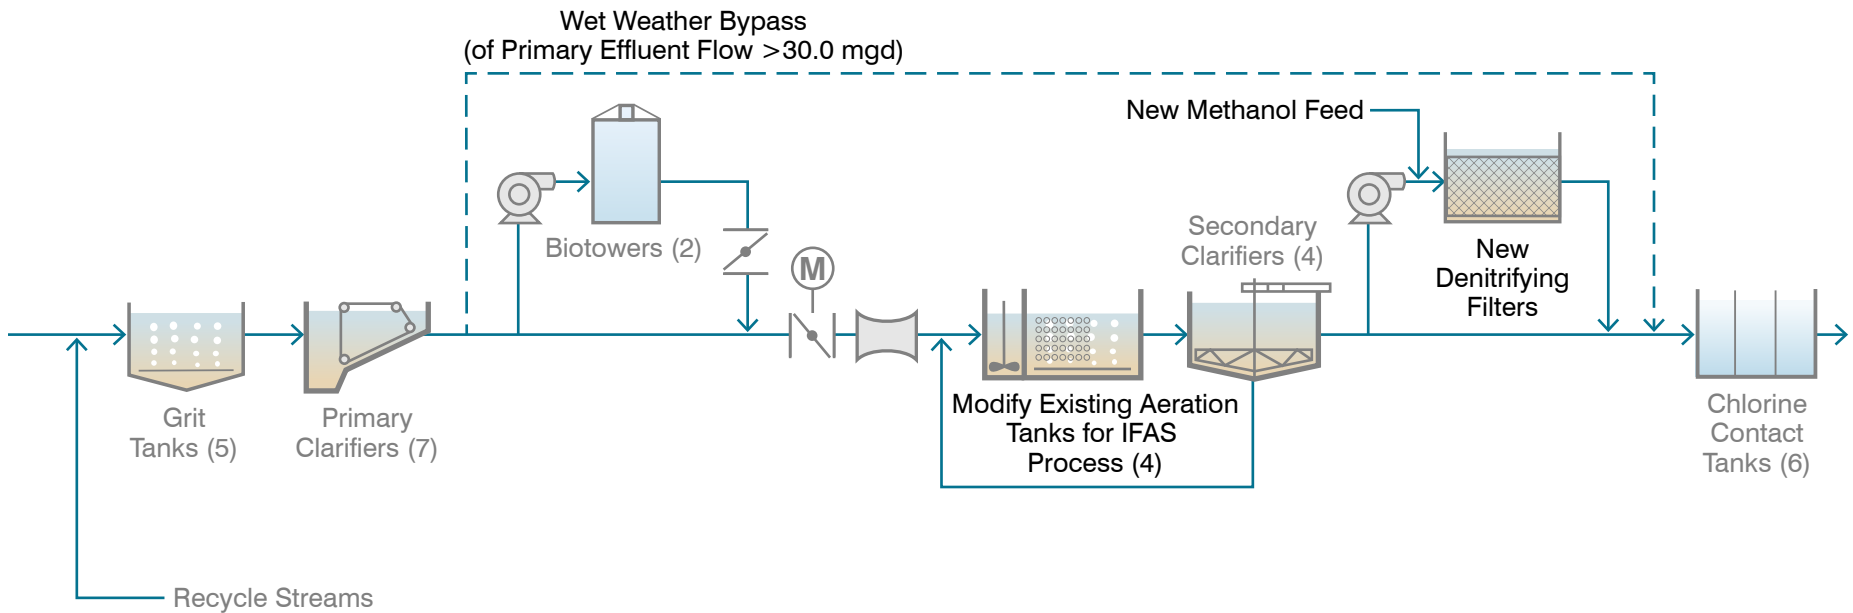 Wet Weather Bypass
(of Primary Effluent Flow >30.0 mgd)
New Methanol Feed
Biotowers (2)
M
Secondary
Clarifiers (4)
New
Denitrifying
Filters
Grit
Tanks (5)
Primary
Clarifiers (7)
Modify Existing Aeration
Tanks for IFAS
Process (4)
Chlorine
Contact
Tanks (6)
Recycle Streams